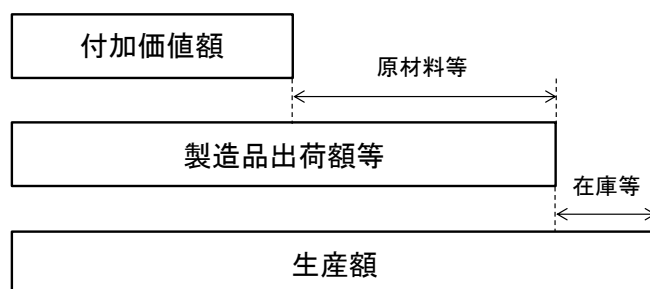 付加価値額
原材料等
製造品出荷額等
在庫等
生産額